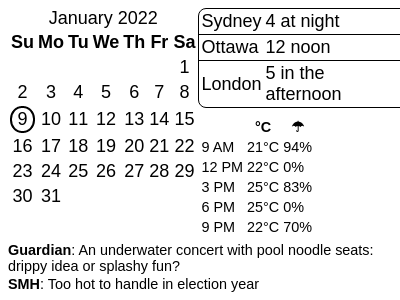 January 2022
Su Mo Tu We Th Fr Sa
1
2 3 4 5 6 7 8
9 10 11 12 13 14 15
16 17 18 19 20 21 22
23 24 25 26 27 28 29
30 31
Sydney 4 at night
Ottawa 12 noon
London 5 in the
afternoon
°C ☂
9 AM 21°C 94%
12 PM 22°C 0%
3 PM 25°C 83%
6 PM 25°C 0%
9 PM 22°C 70%
Guardian: An underwater concert with pool noodle seats:
drippy idea or splashy fun?
SMH: Too hot to handle in election year